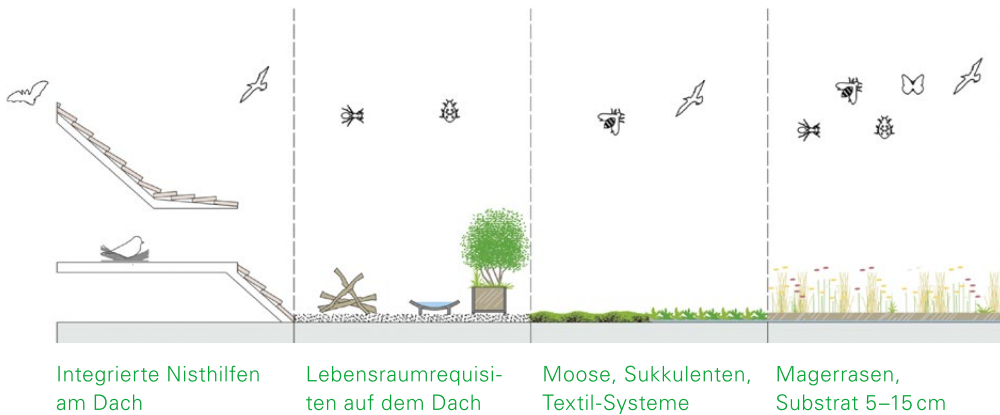 Integrierte Nisthilfen
am Dach
Lebensraumrequisi-
ten auf dem Dach
Moose, Sukkulenten,
Textil-Systeme
Magerrasen,
Substrat 5–15 cm